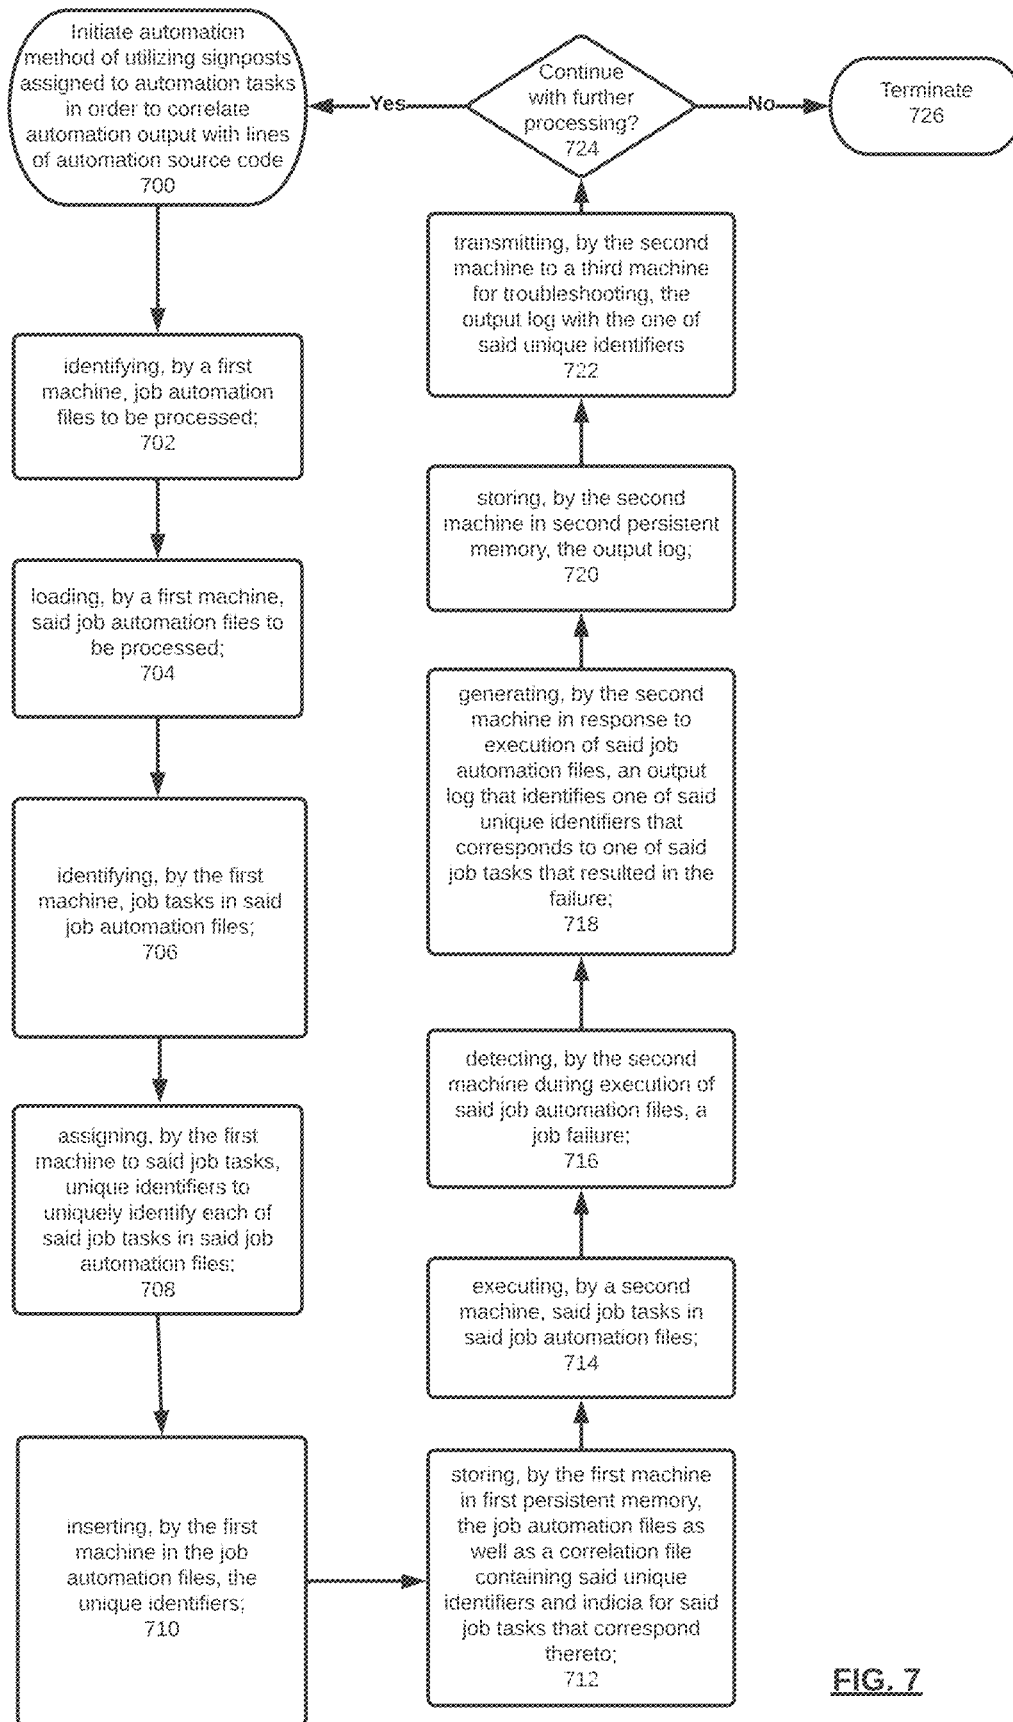 Initiate automation
method of utilizing signposts
assigned to automation tasks
in order to correlate
automation output with lines
of automation source code
700
identifying, by a first
machine, job automation
files to be processed;
702
loading, by a first machine,
said job automation files to
be processed;
704
identifying, by the first
machine, job tasks in said
job automation files;
706
assigning, by the first
machine to said job tasks,
unique identifiers to
uniquely identify each of
said job tasks in said job
automation files;
708
inserting, by the first
machine in the job
automation files, the
unique identifiers;
710
storing, by the first machine
in first persistent memory,
the job automation files as
well as a correlation file
containing said unique
identifiers and indicia for said
job tasks that correspond
thereto;
712
executing, by a second
machine, said job tasks in
said job automation files;
714
detecting, by the second
machine during execution of
said job automation files, a
job failure;
716
generating, by the second
machine in response to
execution of said job
automation files, an output
log that identifies one of said
unique identifiers that
corresponds to one of said
job tasks that resulted in the
failure;
718
storing, by the second
machine in second persistent
memory, the output log;
720
transmitting, by the second
machine to a third machine
for troubleshooting, the
output log with the one of
said unique identifiers
722
Continue
with further
processing?
724
Yes
No
Terminate
726
FIG. 7